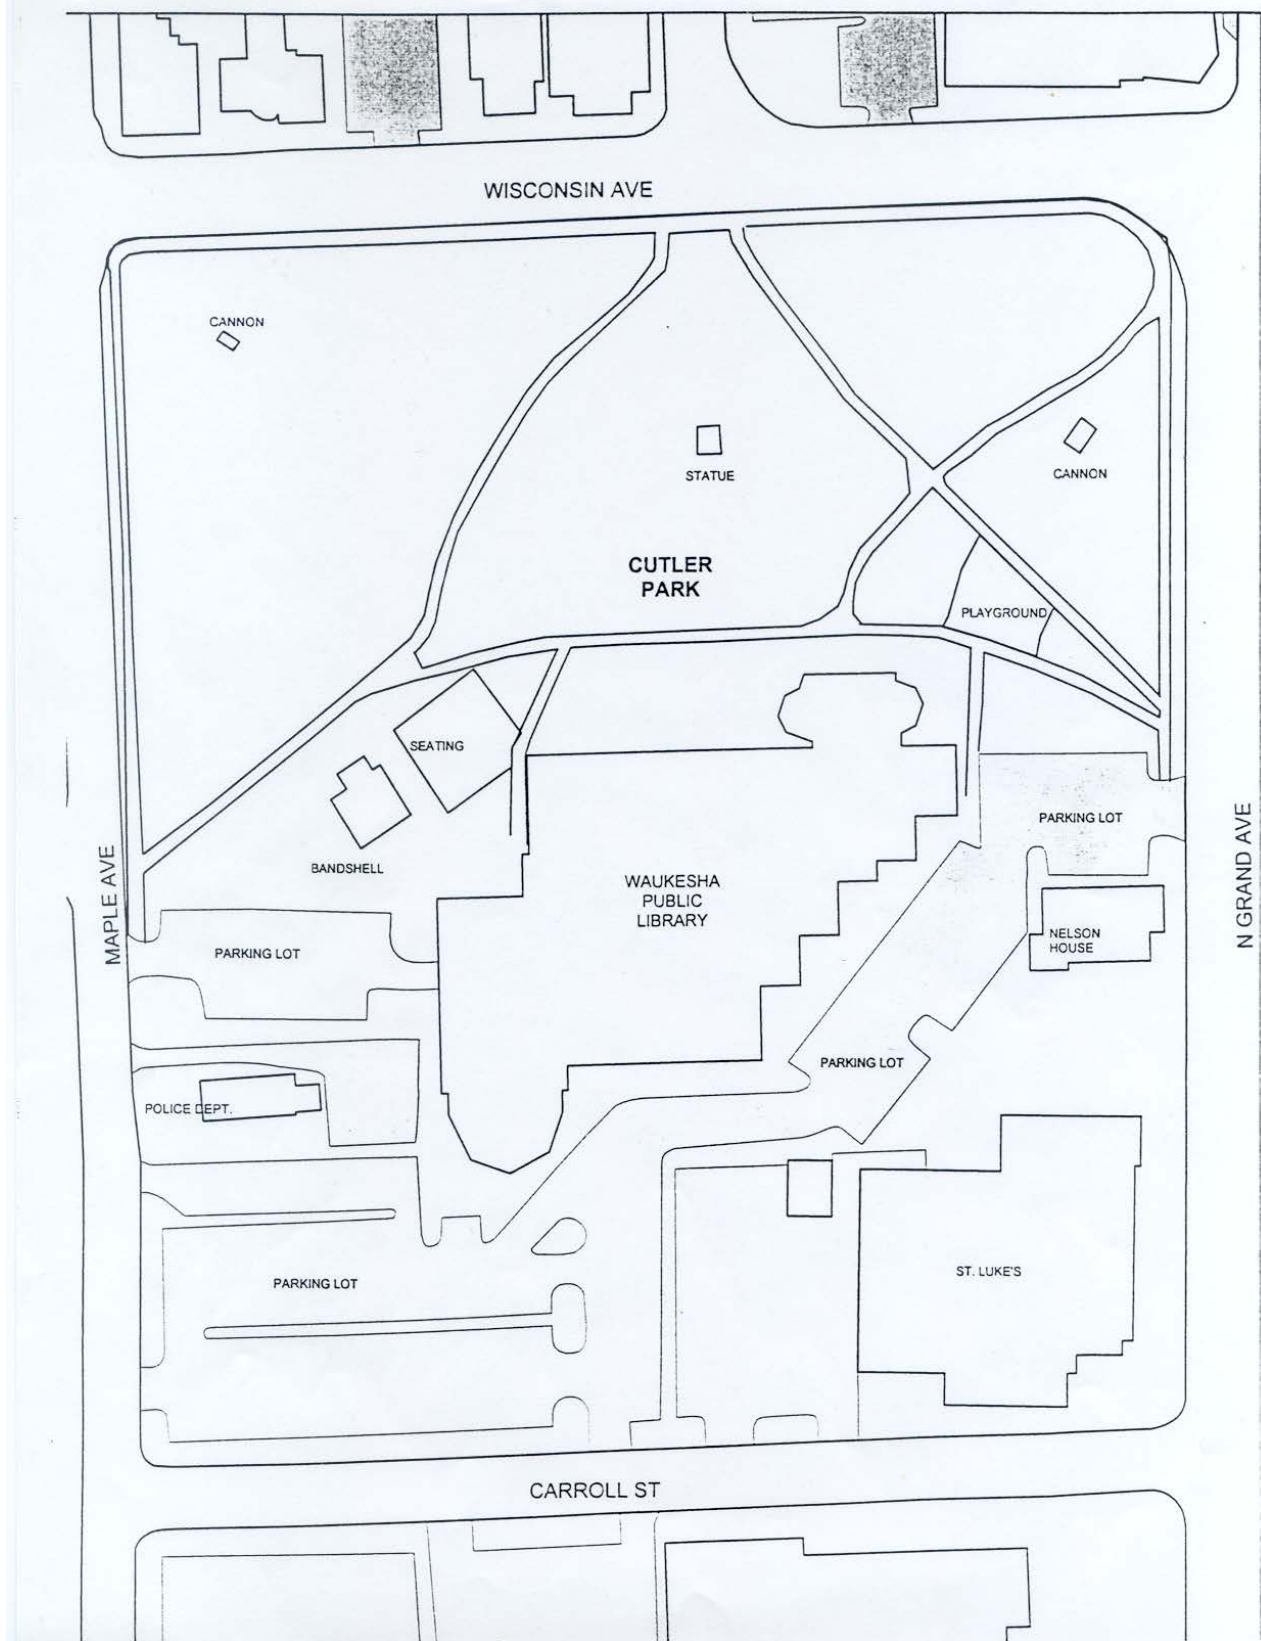 WISCONSIN AVE
CANNON
CANNON
STATUE
CUTLER
PARK
PLAYGROUND
SEATING
BANDSHELL
WAUKESHA
PUBLIC
LIBRARY
PARKING LOT
MAPLE AVE
N GRAND AVE
PARKING LOT
NELSON
HOUSE
PARKING LOT
POLICE DEPT.
ST. LUKE'S
PARKING LOT
CARROLL ST